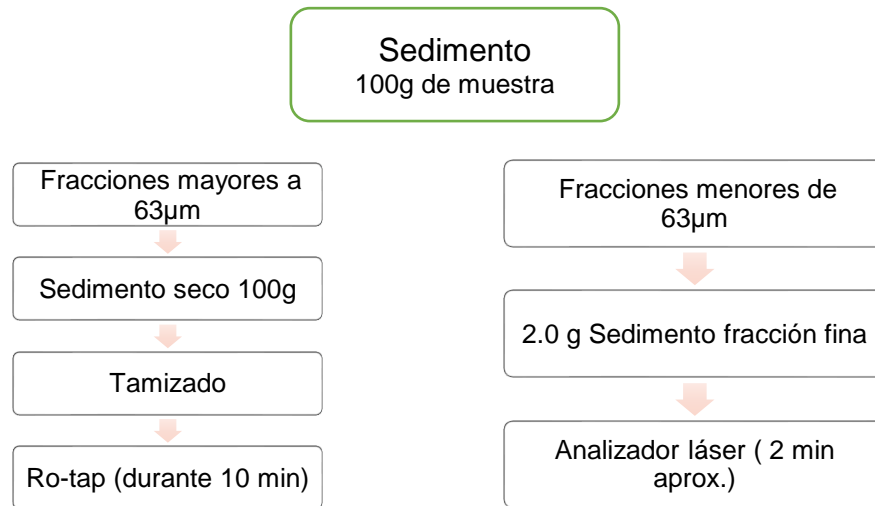 Sedimento
100g de muestra
Fracciones mayores a
63µm
Sedimento seco 100g
Tamizado
Ro-tap (durante 10 min)
Fracciones menores de
63µm
2.0 g Sedimento fracción fina
Analizador láser ( 2 min
aprox.)